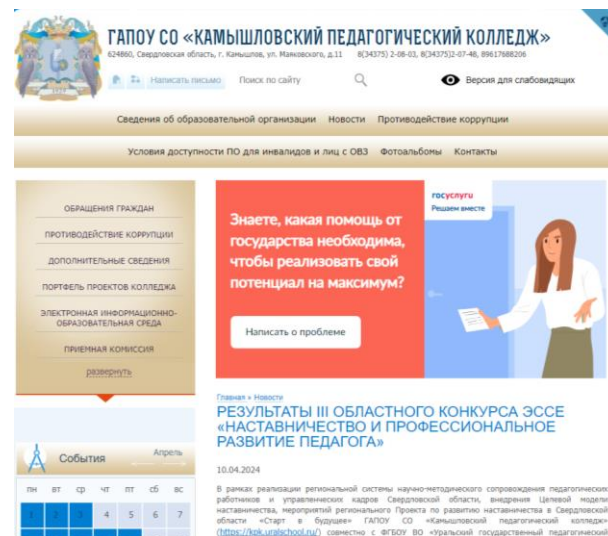 ГАПОУ СО «КАМЫШЛОВСКИЙ ПЕДАГОГИЧЕСКИЙ КОЛЛЕДЖ»
624860, Свердловская область, г. Камышлов, ул. Маяковского, д.11 8(34375) 2-08-03, 8(34375)2-07-46, 89617688206
Написать письмо Поиск по сайту Версия для слабовидящих
Сведения об образовательной организации Новости Противодействие коррупции
Условия доступности ПО для инвалидов и лиц с ОВЗ Фотоальбомы Контакты
ОБРАЩЕНИЯ ГРАЖДАН
ПРОТИВОДЕЙСТВИЕ КОРРУПЦИИ
ДОПОЛНИТЕЛЬНЫЕ СВЕДЕНИЯ
ПОРТФЕЛЬ ПРОЕКТОВ КОЛЛЕДЖА
ЭЛЕКТРОННАЯ ИНФОРМАЦИОННО-
ОБРАЗОВАТЕЛЬНАЯ СРЕДА
ПРИЕМНАЯ КОМИССИЯ
развернуть
госуслуги
Решаем вместе
Знаете, какая помощь от
государства необходима,
чтобы реализовать свой
потенциал на максимум?
Написать о проблеме
События Апрель
пн вт ср чт пт сб вс
1 2 3 4 5 6 7
Главная » Новости
РЕЗУЛЬТАТЫ III ОБЛАСТНОГО КОНКУРСА ЭССЕ
«НАСТАВНИЧЕСТВО И ПРОФЕССИОНАЛЬНОЕ
РАЗВИТИЕ ПЕДАГОГА»
10.04.2024
В рамках реализации региональной системы научно-методического сопровождения педагогических
работников и управленческих кадров Свердловской области, внедрения Целевой модели
наставничества, мероприятий регионального Проекта по развитию наставничества в Свердловской
области «Старт в будущее» ГАПОУ СО «Камышловский педагогический колледж»
(https://kpk.uralschool.ru/) совместно с ФГБОУ ВО «Уральский государственный педагогический